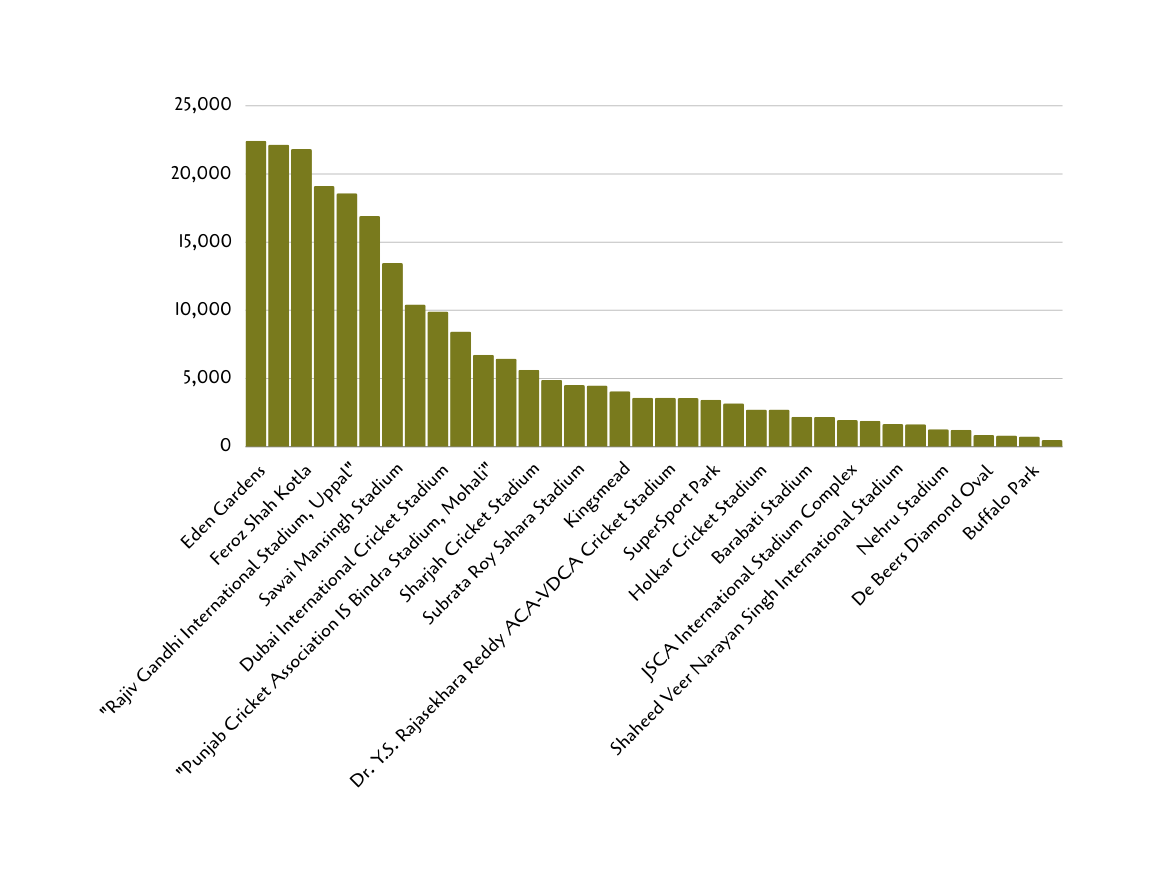 25,000
20,000
15,000
10,000
5,000
0
Eden Gardens
Feroz Shah Kotla
"Rajiv Gandhi International Stadium, Uppal"
Sawai Mansingh Stadium
Dubai International Cricket Stadium
"Punjab Cricket Association IS Bindra Stadium, Mohali"
Sharjah Cricket Stadium
Subrata Roy Sahara Stadium
Kingsmead
Dr. Y.S. Rajasekhara Reddy ACA-VDCA Cricket Stadium
SuperSport Park
Holkar Cricket Stadium
Barabati Stadium
JSCA International Stadium Complex
Shaheed Veer Narayan Singh International Stadium
Nehru Stadium
De Beers Diamond Oval
Buffalo Park